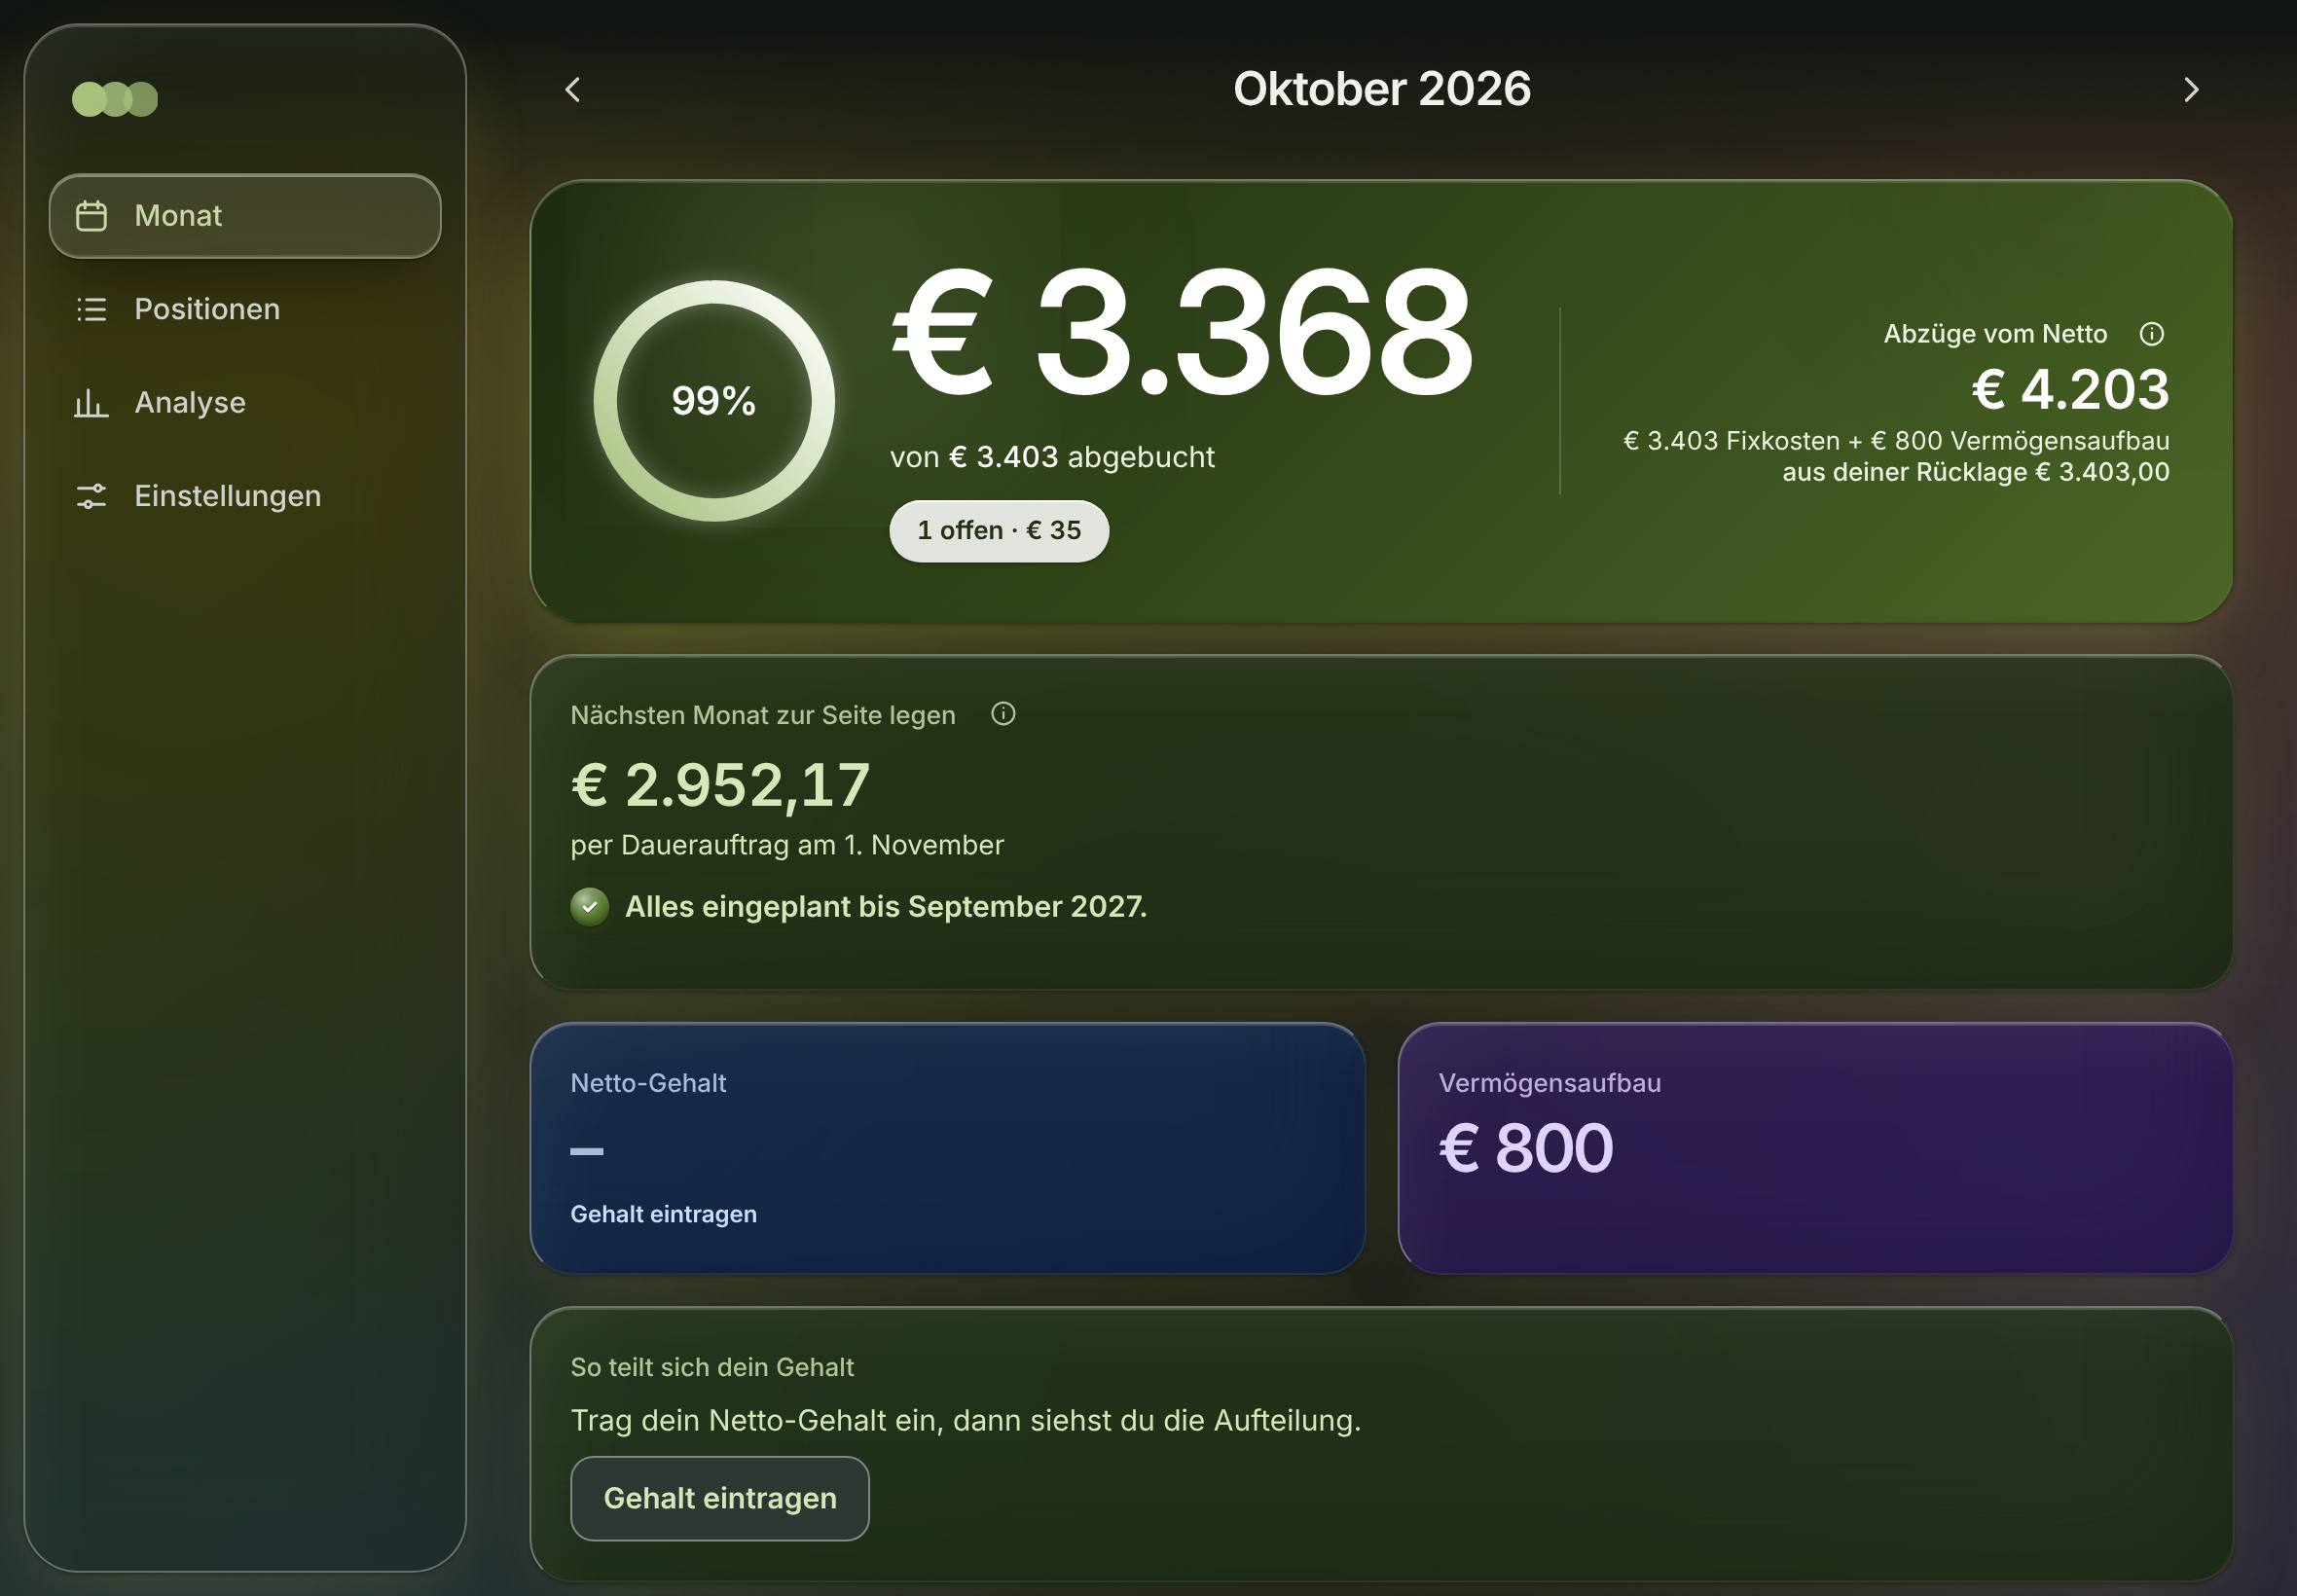 Oktober 2026
Monat
Positionen
Analyse
Einstellungen
99%
€ 3.368
von € 3.403 abgebucht
1 offen · € 35
Abzüge vom Netto
€ 4.203
€ 3.403 Fixkosten + € 800 Vermögensaufbau
aus deiner Rücklage € 3.403,00
Nächsten Monat zur Seite legen
€ 2.952,17
per Dauerauftrag am 1. November
Alles eingeplant bis September 2027.
Netto-Gehalt
–
Gehalt eintragen
Vermögensaufbau
€ 800
So teilt sich dein Gehalt
Trag dein Netto-Gehalt ein, dann siehst du die Aufteilung.
Gehalt eintragen